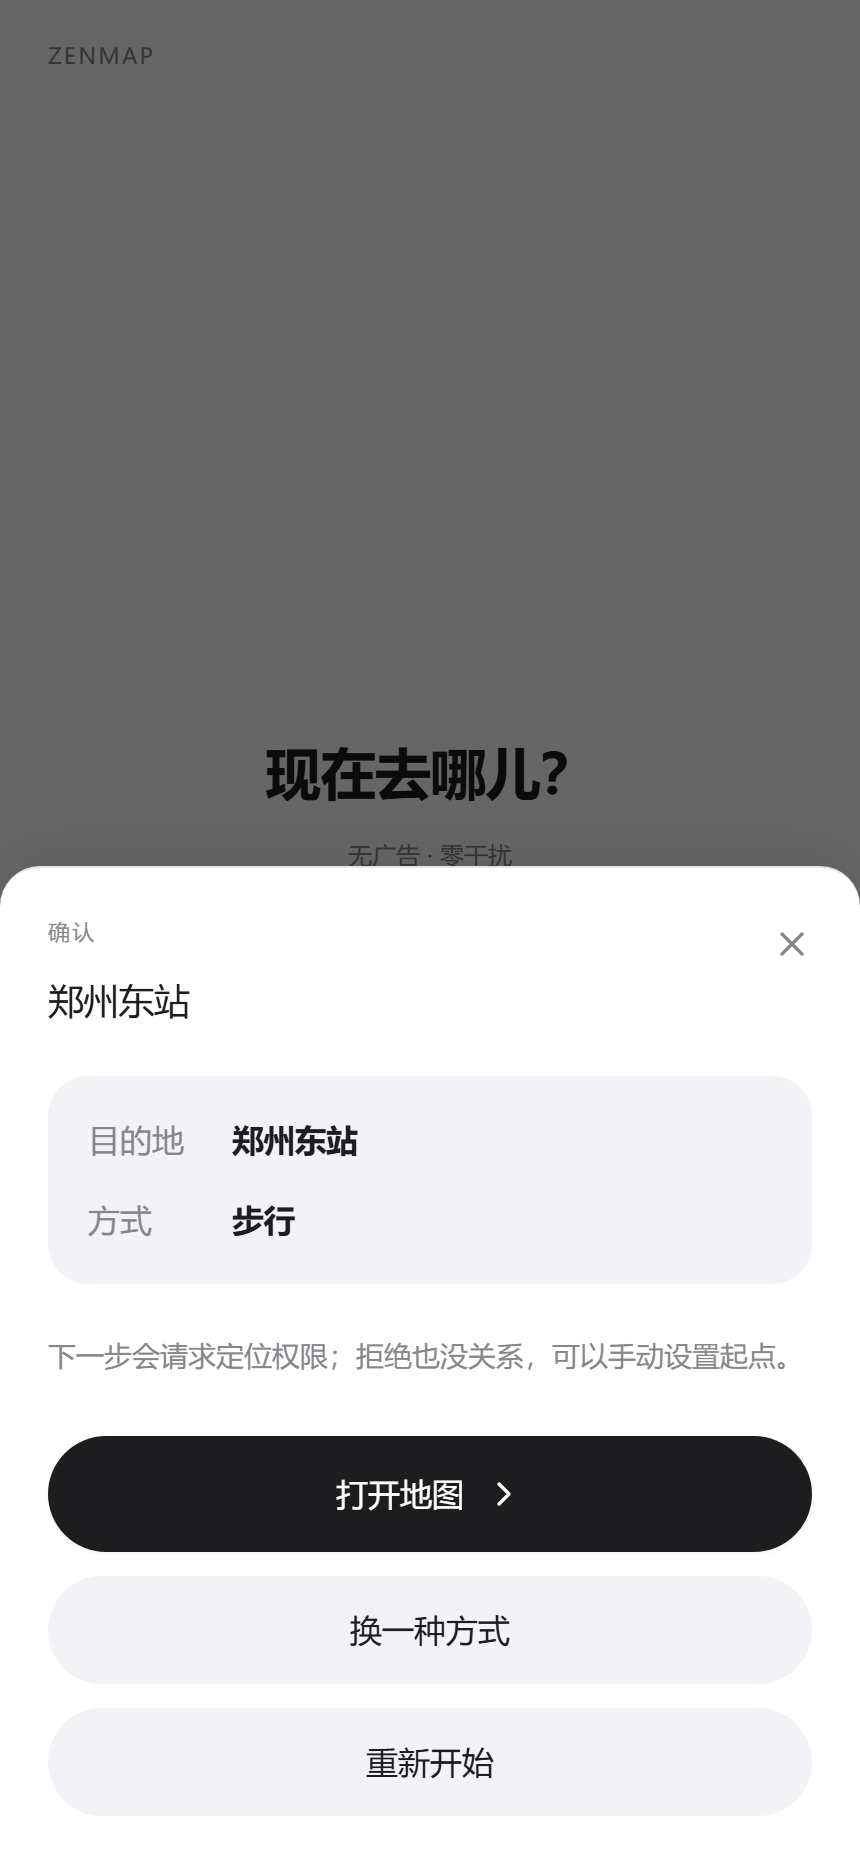 ZENMAP
现在去哪儿？
无广告 · 零干扰
确认
郑州东站
目的地 郑州东站
方式 步行
下一步会请求定位权限；拒绝也没关系，可以手动设置起点。
打开地图
换一种方式
重新开始